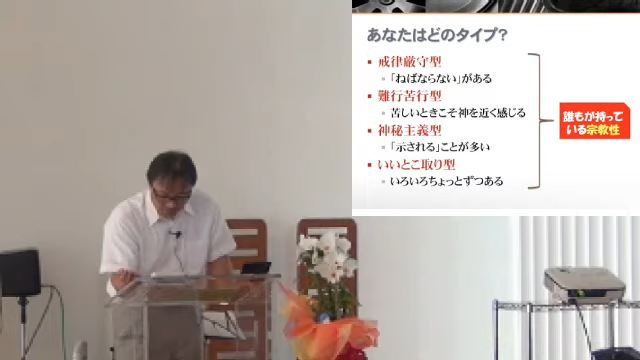 あなたはどのタイプ?
戒律厳守型
「ねばならない」がある
難行苦行型
苦しいときこそ神を近く感じる
神秘主義型
「示される」ことが多い
いいとこ取り型
いろいろちょっとずつある
誰もが持って
いる宗教性